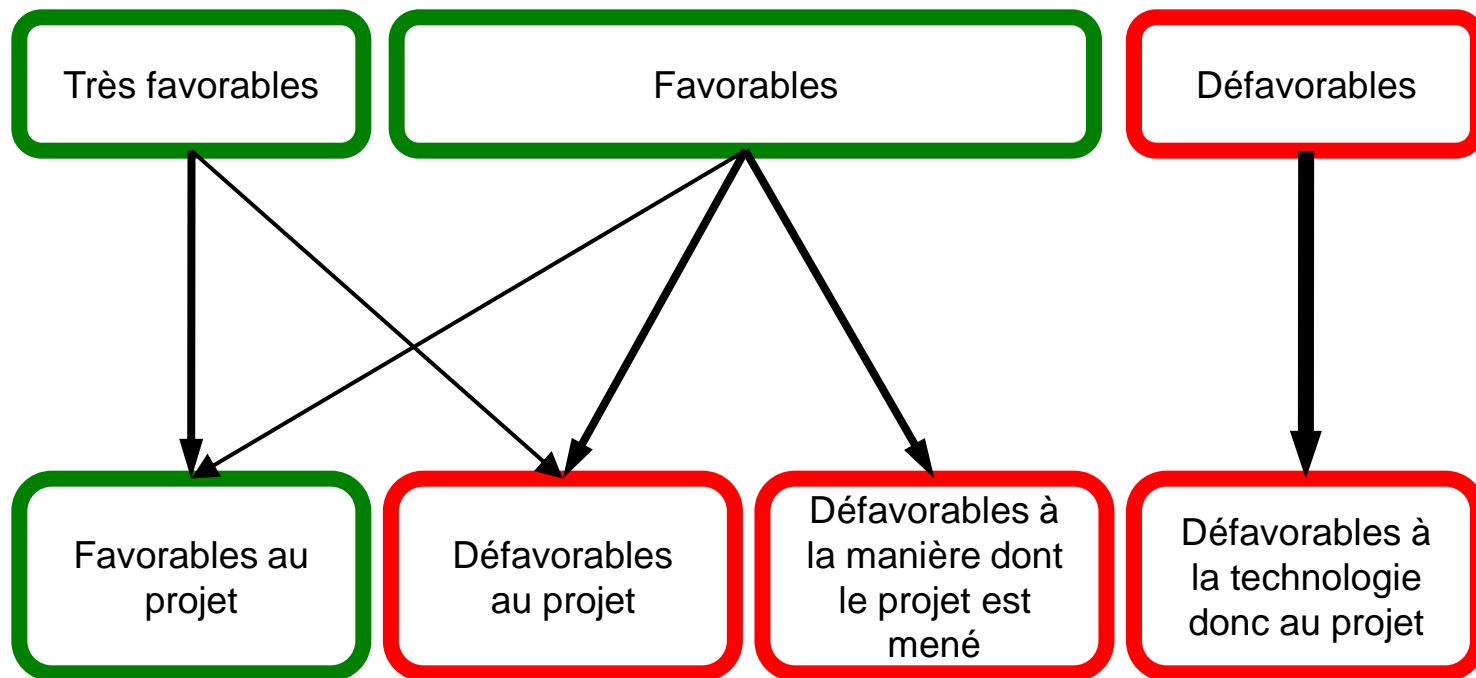 Très favorables
Favorables
Défavorables
Favorables au
projet
Défavorables
au projet
Défavorables à
la manière dont
le projet est
mené
Défavorables à
la technologie
donc au projet